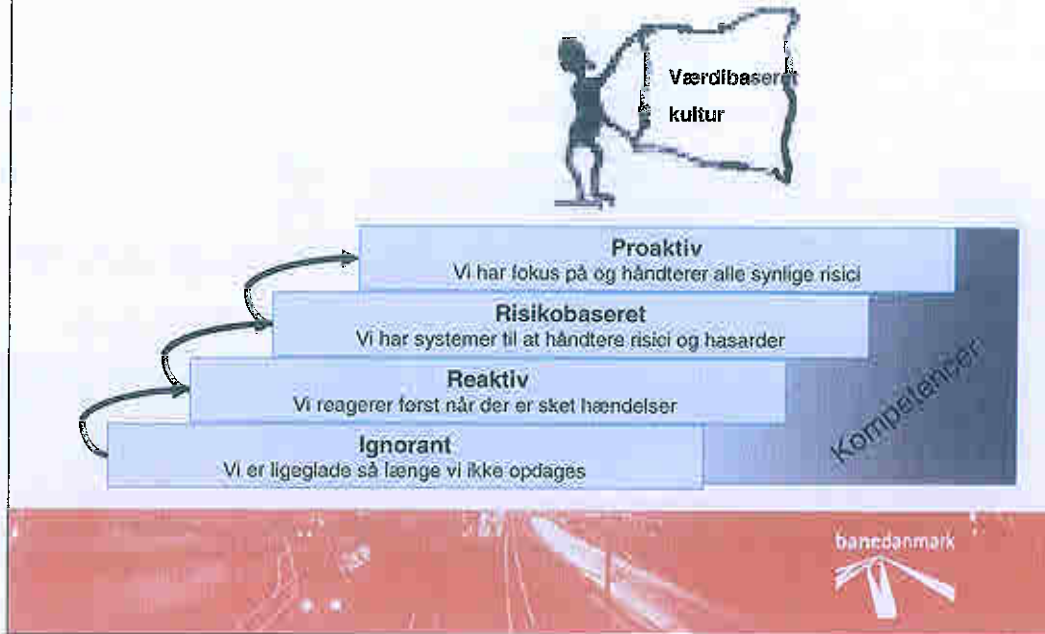 Værdibaseret
kultur
Proaktiv
Vi har fokus på og håndterer alle synlige risici
Risikobaseret
Vi har systemer til at håndtere risici og hasarder
Reaktiv
Vi reagerer først når der er sket hændelser
Ignorant
Vi er ligeglade så længe vi ikke opdages
Kompetencer
banedanmark